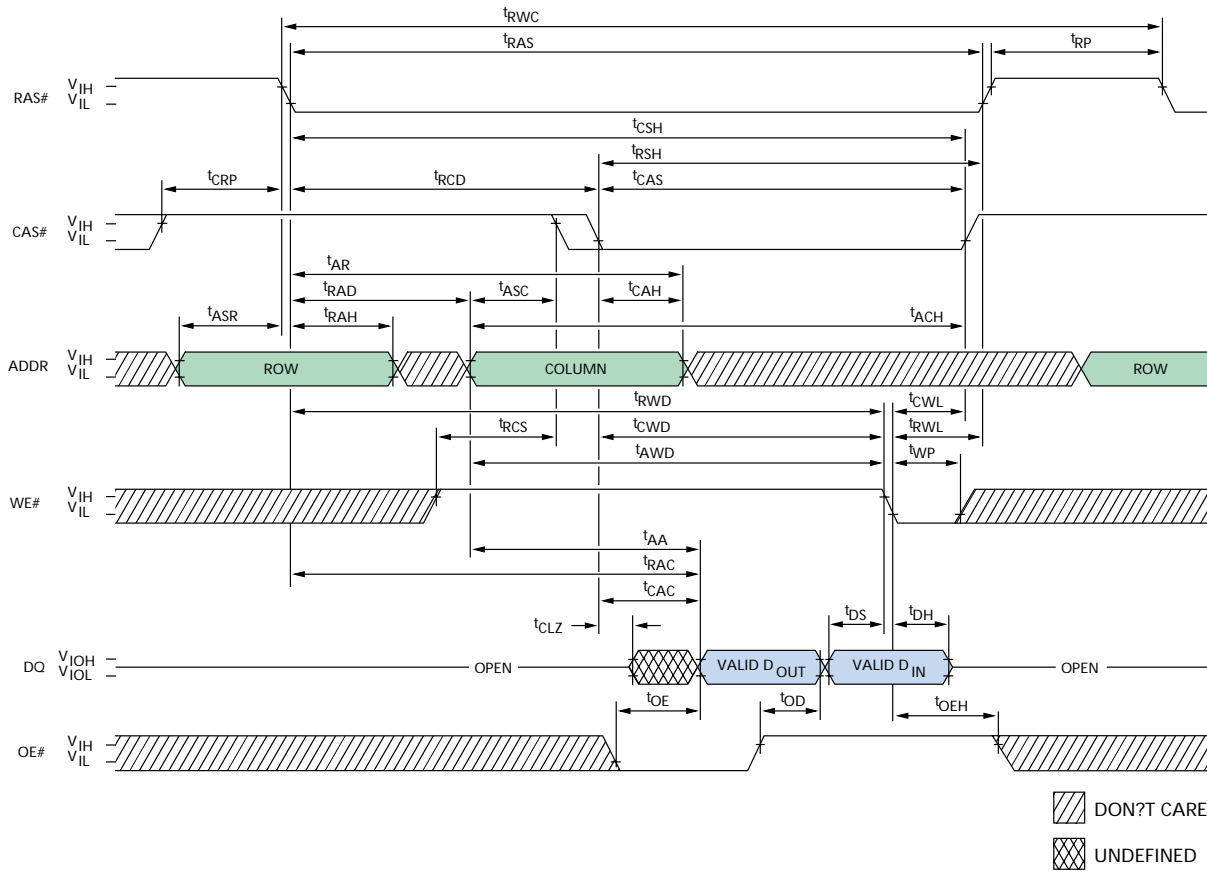 tRWC
tRAS
tRP
RAS#
VIH
VIL
tCSH
tRSH
tCRP
tRCD
tCAS
CAS#
VIH
VIL
tAR
tRAD
tASC
tCAH
tASR
tRAH
tACH
ADDR
VIH
VIL
ROW
COLUMN
ROW
tRWD
tCWL
tRCS
tCWD
tRWL
tAWD
tWP
WE#
VIH
VIL
tAA
tRAC
tCAC
tCLZ
tDS
tDH
DQ
VIOH
VIOL
OPEN
VALID DOUT
VALID DIN
OPEN
tOE
tOD
tOEH
OE#
VIH
VIL
DON?T CARE
UNDEFINED